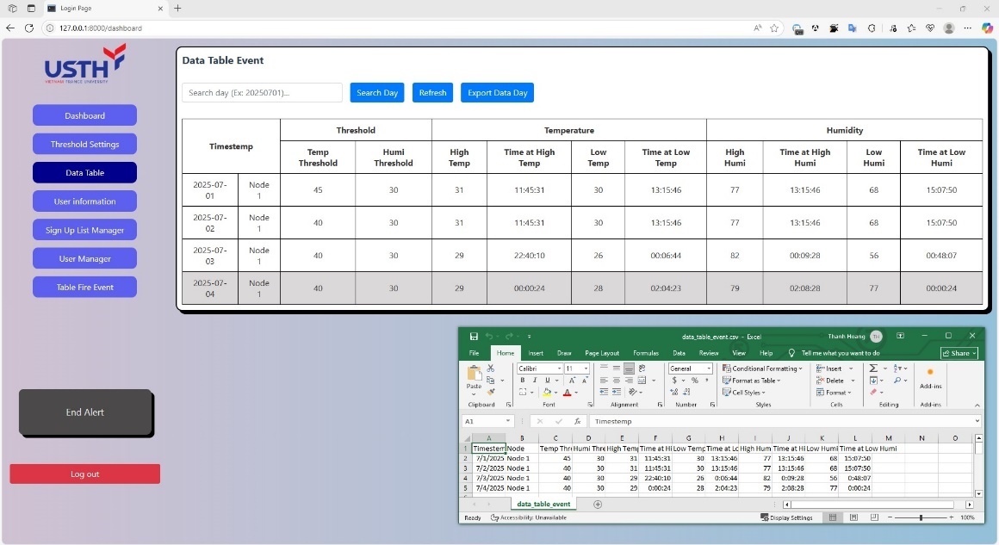 Login Page
127.0.0.1:8000/dashboard
USTH
VIETNAM FRANCE UNIVERSITY
Dashboard
Threshold Settings
Data Table
User information
Sign Up List Manager
User Manager
Table Fire Event
End Alert
Log out
Data Table Event
Search day (Ex: 20250701)... Search Day Refresh Export Data Day
Timestemp Threshold Temperature Humidity
Temp Threshold Humi Threshold High Temp Time at High Temp Low Temp Time at Low Temp High Humi Time at High Humi Low Humi Time at Low Humi
2025-07-01 Node 1 45 30 31 11:45:31 30 13:15:46 77 13:15:46 68 15:07:50
2025-07-02 Node 1 40 30 31 11:45:31 30 13:15:46 77 13:15:46 68 15:07:50
2025-07-03 Node 1 40 30 29 22:40:10 26 00:06:44 82 00:09:28 56 00:48:07
2025-07-04 Node 1 40 30 29 00:00:24 28 02:04:23 79 02:08:28 77 00:00:24
data_table_event.csv - Excel Thanh Hoang TH
File Home Insert Draw Page Layout Formulas Data Review View Help Tell me what you want to do Share
Paste Calibri 11 General Conditional Formatting Insert
B I U Format as Table Delete Add-ins
Cell Styles Format
Clipboard Font Alignment Number Styles Cells Editing Add-ins
A1 fx Timestemp
A B C D E F G H I J K L M N O
1 Timestem Node Temp Thre Humi Thre High Temp Time at Hi Low Temp Time at Lo High Hum Time at Hi Low Humi Time at Low Humi
2 7/1/2025 Node 1 45 30 31 11:45:31 30 13:15:46 77 13:15:46 68 15:07:50
3 7/2/2025 Node 1 40 30 31 11:45:31 30 13:15:46 77 13:15:46 68 15:07:50
4 7/3/2025 Node 1 40 30 29 22:40:10 26 0:06:44 82 0:09:28 56 0:48:07
5 7/4/2025 Node 1 40 30 29 0:00:24 28 2:04:23 79 2:08:28 77 0:00:24
data_table_event
Ready Accessibility: Unavailable Display Settings 100%